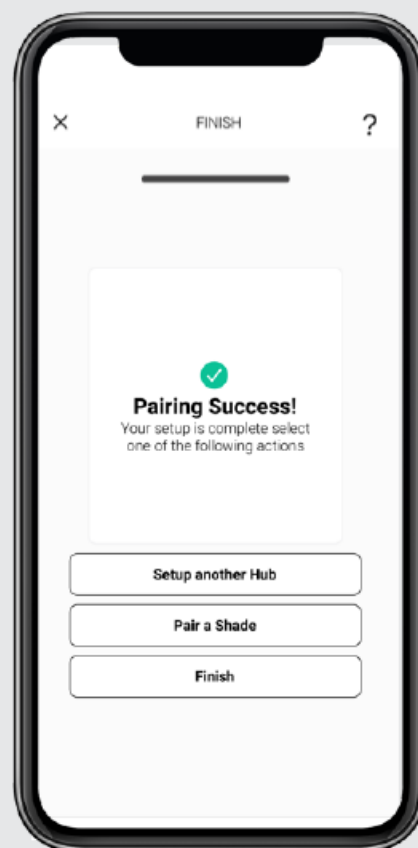 FINISH
?
Pairing Success!
Your setup is complete select
one of the following actions
Setup another Hub
Pair a Shade
Finish